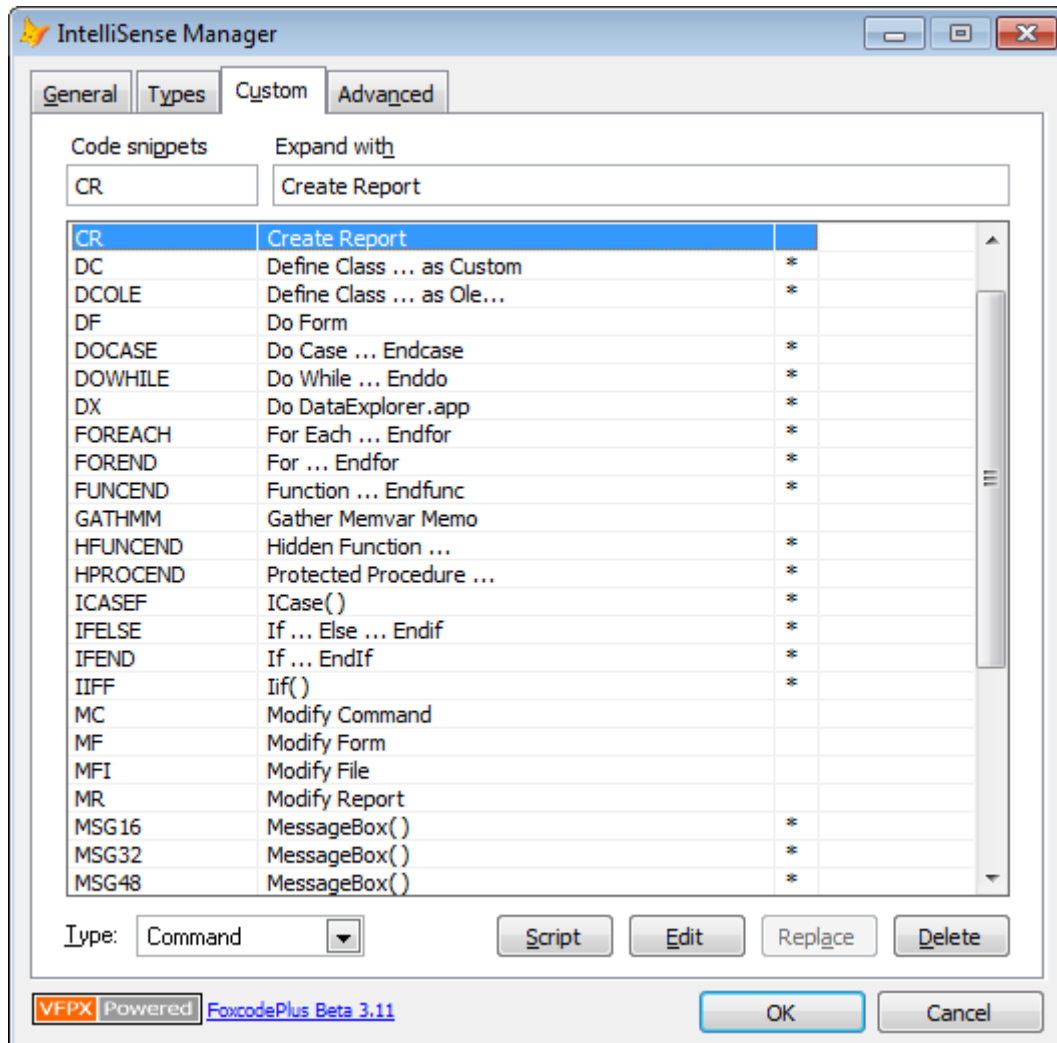 IntelliSense Manager
General Types Custom Advanced
Code snippets Expand with
CR Create Report
CR Create Report
DC Define Class ... as Custom *
DCOLE Define Class ... as Ole... *
DF Do Form
DOCASE Do Case ... Endcase *
DOWHILE Do While ... Enddo *
DX Do DataExplorer.app *
FOREACH For Each ... Endfor *
FOREND For ... Endfor *
FUNCEND Function ... Endfunc *
GATHMM Gather Memvar Memo
HFUNCEND Hidden Function ... *
HPROCEND Protected Procedure ... *
ICASEF ICase() *
IFELSE If ... Else ... Endif *
IFEND If ... EndIf *
IIFF Iif() *
MC Modify Command
MF Modify Form
MFI Modify File
MR Modify Report
MSG16 MessageBox() *
MSG32 MessageBox() *
MSG48 MessageBox() *
Type: Command Script Edit Replace Delete
VFPX Powered FoxcodePlus Beta 3.11 OK Cancel